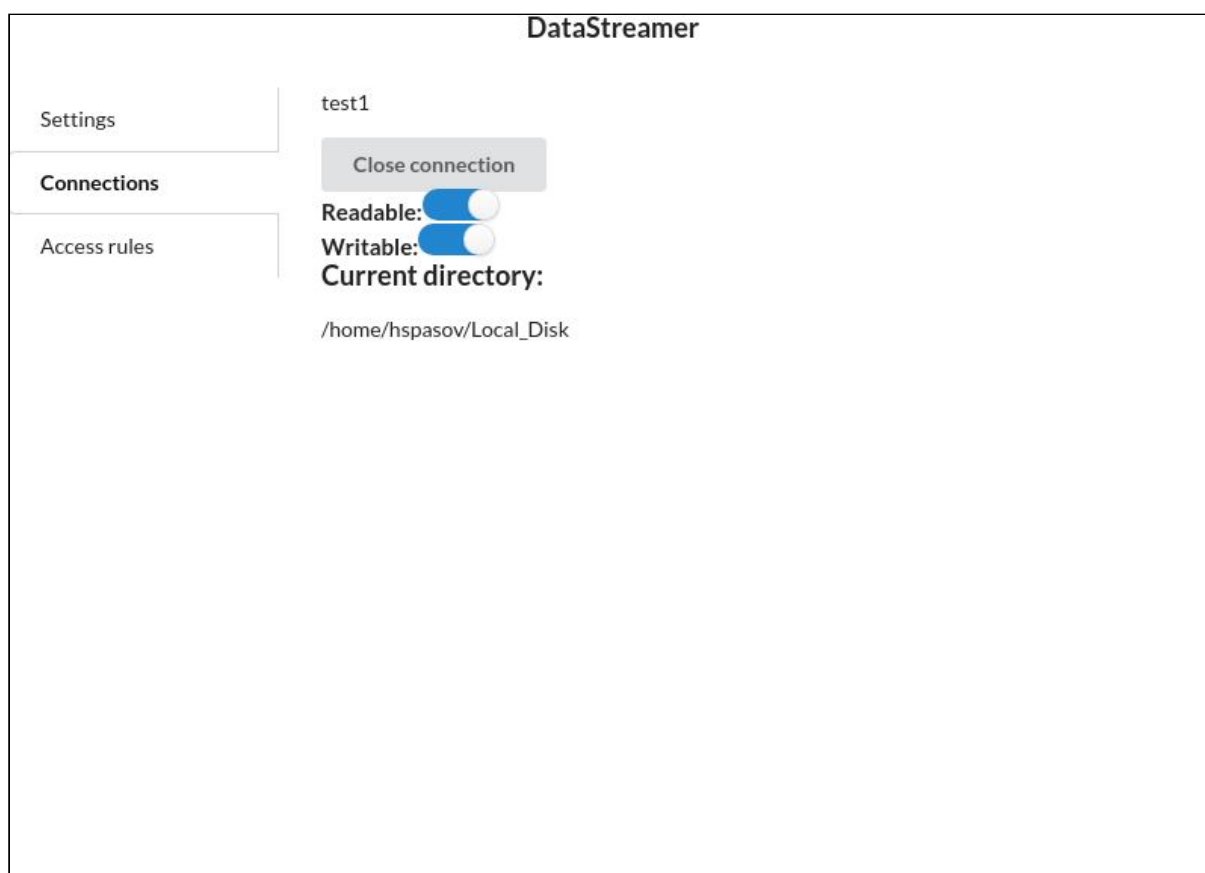 DataStreamer
Settings
Connections
Access rules
test1
Close connection
Readable:
Writable:
Current directory:
/home/hspasov/Local_Disk